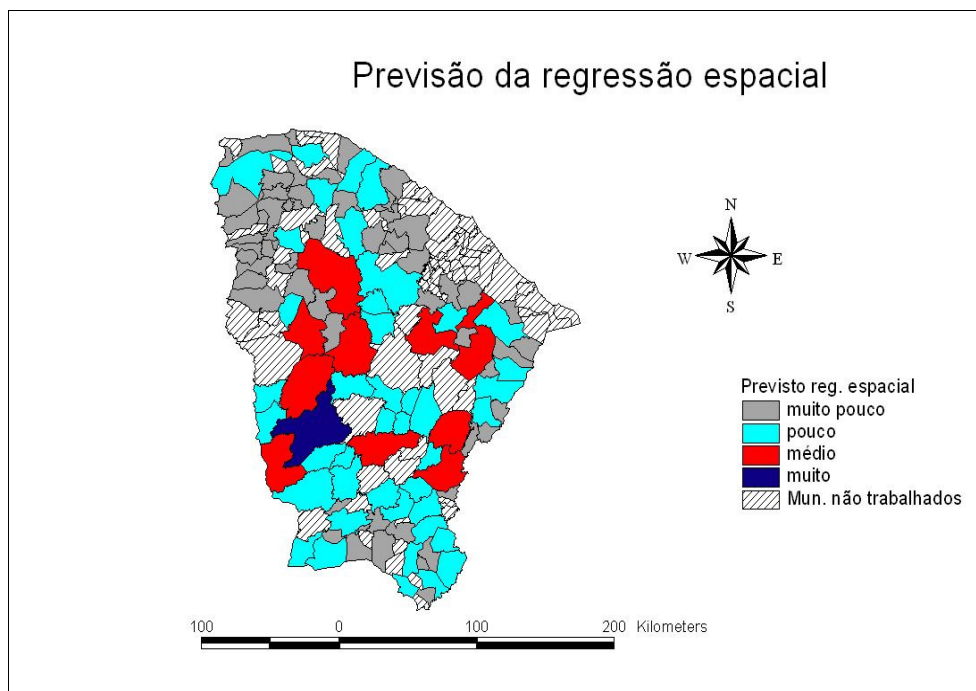 Previsão da regressão espacial
N
W
E
S
Previsto reg. espacial
muito pouco
pouco
médio
muito
Mun. não trabalhados
100 0 100 200 Kilometers